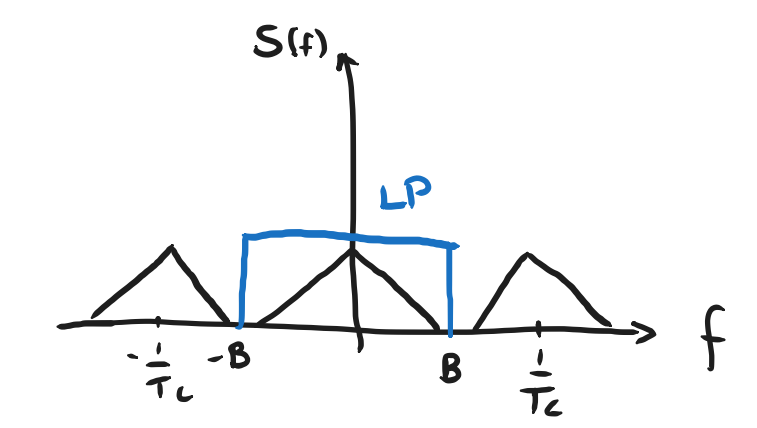 S(f)
LP
-1/Tc -B B 1/Tc
f